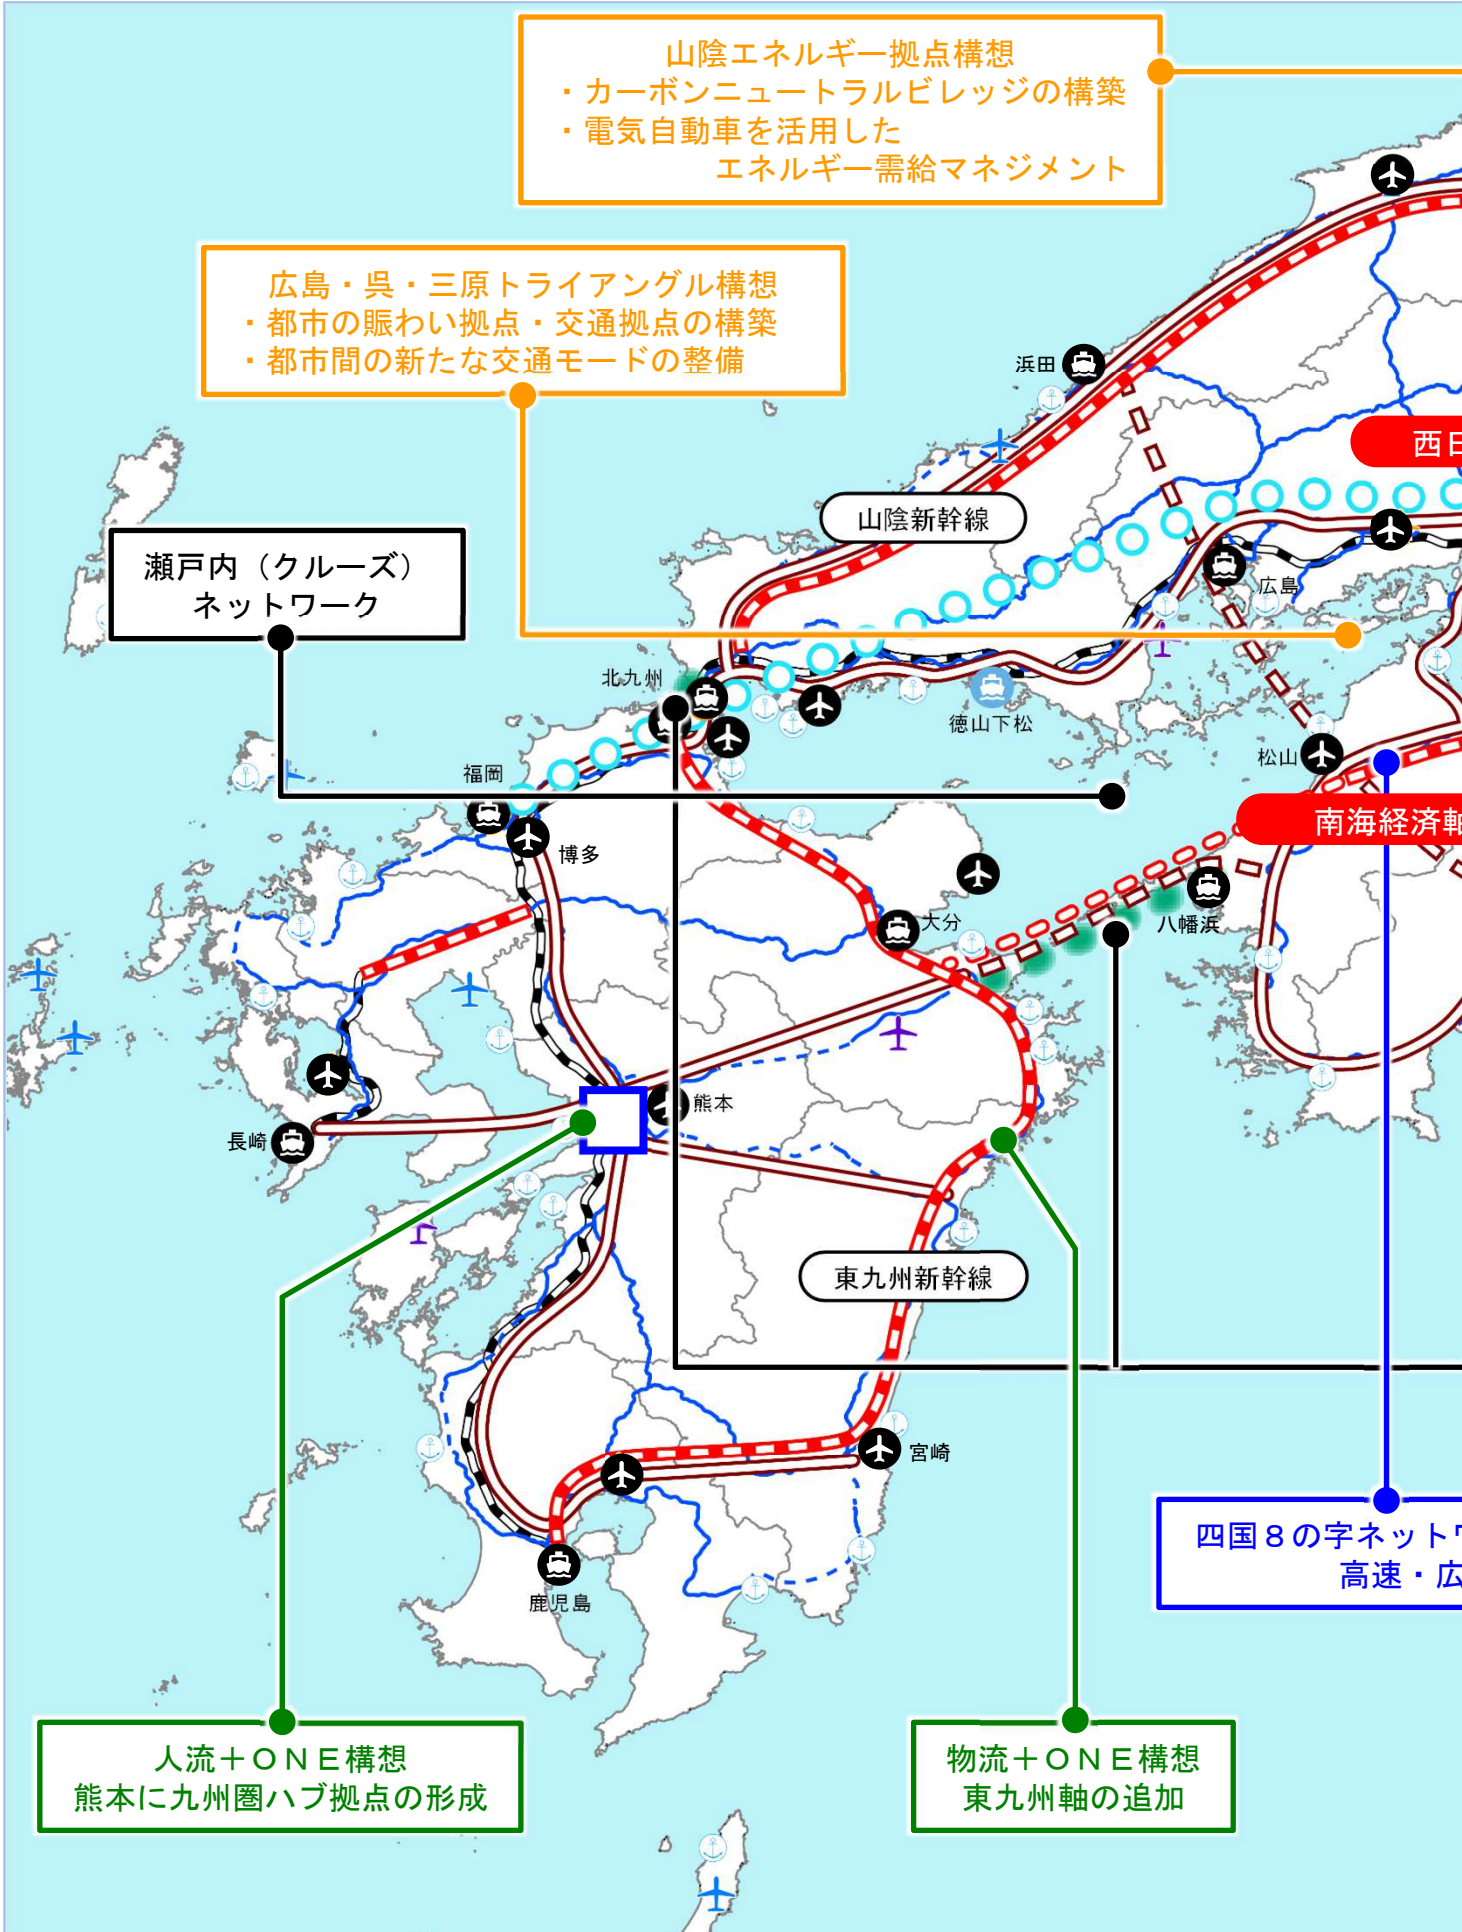 山陰エネルギー拠点構想
・カーボンニュートラルビレッジの構築
・電気自動車を活用した
エネルギー需給マネジメント
広島・呉・三原トライアングル構想
・都市の賑わい拠点・交通拠点の構築
・都市間の新たな交通モードの整備
浜田
西日
山陰新幹線
瀬戸内（クルーズ）
ネットワーク
広島
北九州
徳山下松
松山
福岡
南海経済軸
博多
大分
八幡浜
熊本
長崎
東九州新幹線
宮崎
四国８の字ネットワ
高速・広
鹿児島
人流＋ＯＮＥ構想
熊本に九州圏ハブ拠点の形成
物流＋ＯＮＥ構想
東九州軸の追加